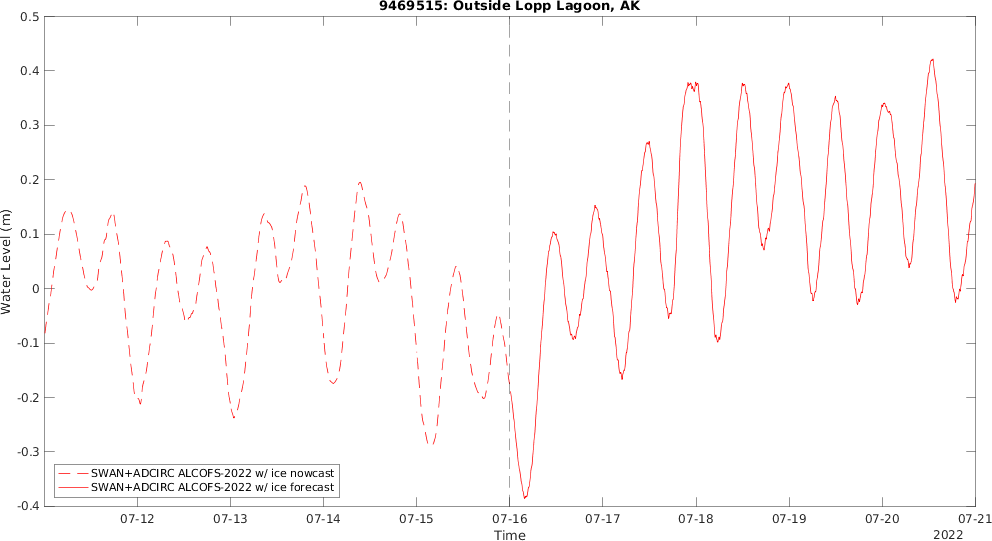 9469515: Outside Lopp Lagoon, AK
0.5
0.4
0.3
0.2
0.1
0
-0.1
-0.2
-0.3
-0.4
Water Level (m)
SWAN+ADCIRC ALCOFS-2022 w/ ice nowcast
SWAN+ADCIRC ALCOFS-2022 w/ ice forecast
07-12 07-13 07-14 07-15 07-16 07-17 07-18 07-19 07-20 07-21
Time
2022